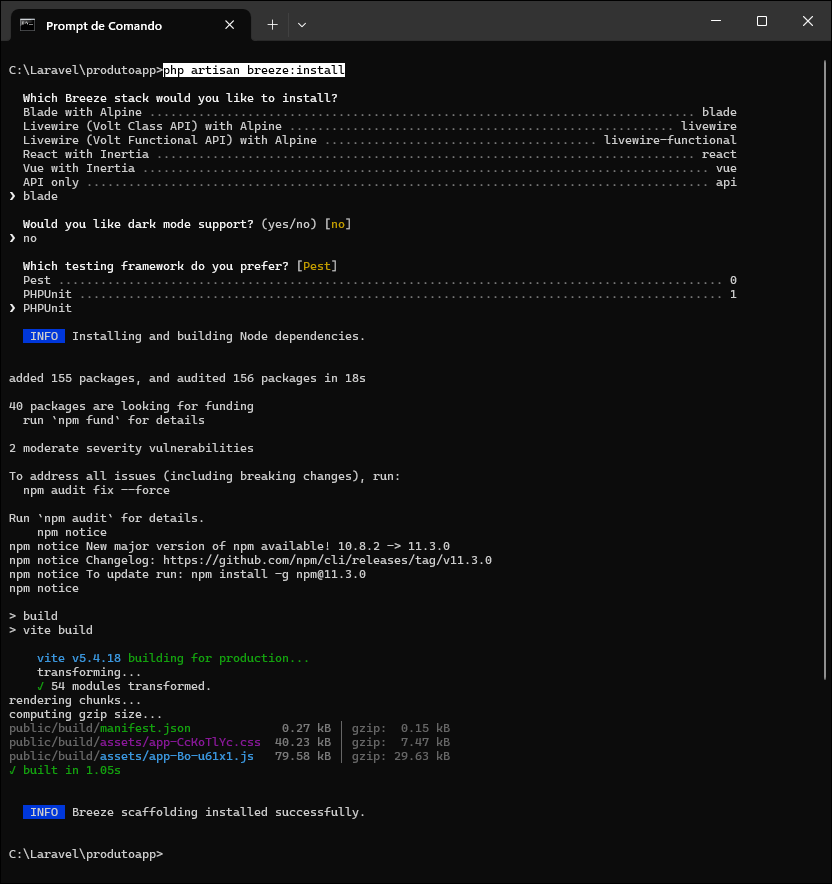 Prompt de Comando
C:\Laravel\produtoapp>php artisan breeze:install
Which Breeze stack would you like to install?
Blade with Alpine ............................................................................... blade
Livewire (Volt Class API) with Alpine ........................................................ livewire
Livewire (Volt Functional API) with Alpine ....................................... livewire-functional
React with Inertia ............................................................................. react
Vue with Inertia ................................................................................. vue
API only ......................................................................................... api
❯ blade
Would you like dark mode support? (yes/no) [no]
❯ no
Which testing framework do you prefer? [Pest]
Pest ............................................................................................... 0
PHPUnit ............................................................................................ 1
❯ PHPUnit
INFO Installing and building Node dependencies.
added 155 packages, and audited 156 packages in 18s
40 packages are looking for funding
run `npm fund` for details
2 moderate severity vulnerabilities
To address all issues (including breaking changes), run:
npm audit fix --force
Run `npm audit` for details.
npm notice
npm notice New major version of npm available! 10.8.2 -> 11.3.0
npm notice Changelog: https://github.com/npm/cli/releases/tag/v11.3.0
npm notice To update run: npm install -g npm@11.3.0
npm notice
> build
> vite build
vite v5.4.18 building for production...
transforming...
✓ 54 modules transformed.
rendering chunks...
computing gzip size...
public/build/manifest.json 0.27 kB │ gzip: 0.15 kB
public/build/assets/app-CcKoTlYc.css 40.23 kB │ gzip: 7.47 kB
public/build/assets/app-Bo-u61x1.js 79.58 kB │ gzip: 29.63 kB
✓ built in 1.05s
INFO Breeze scaffolding installed successfully.
C:\Laravel\produtoapp>